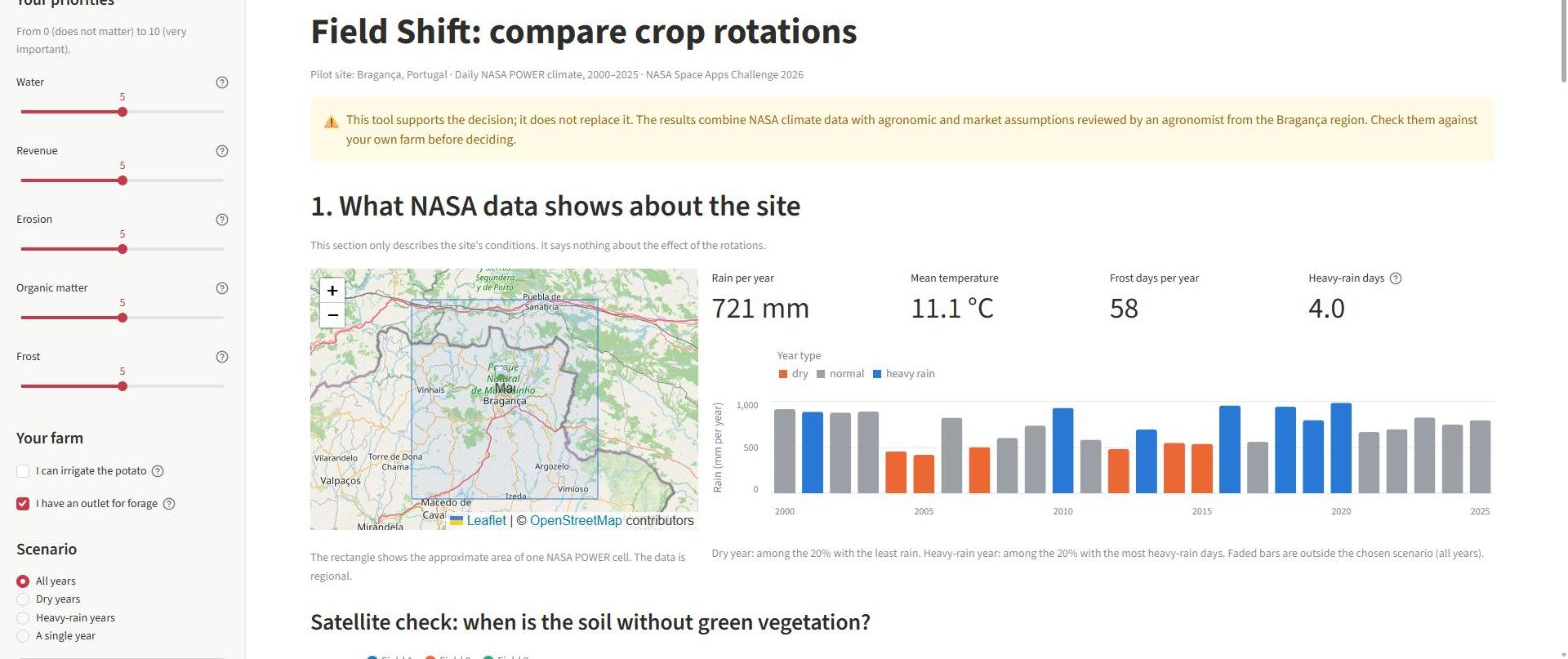 Your priorities
From 0 (does not matter) to 10 (very
important).
Water
5
Revenue
5
Erosion
5
Organic matter
5
Frost
5
Your farm
I can irrigate the potato
I have an outlet for forage
Scenario
All years
Dry years
Heavy-rain years
A single year
Field Shift: compare crop rotations
Pilot site: Bragança, Portugal · Daily NASA POWER climate, 2000–2025 · NASA Space Apps Challenge 2026
This tool supports the decision; it does not replace it. The results combine NASA climate data with agronomic and market assumptions reviewed by an agronomist from the Bragança region. Check them against
your own farm before deciding.
1. What NASA data shows about the site
This section only describes the site's conditions. It says nothing about the effect of the rotations.
+
−
Segundera
y de Porto
Puebla de
Sanabria
Parque
Natural
Vinhais
Bragança
Vilarandelo
Torre de Dona
Chama
Argozelo
Valpaços
Vimioso
Izeda
Macedo de
Mirandela
Leaflet | © OpenStreetMap contributors
The rectangle shows the approximate area of one NASA POWER cell. The data is
regional.
Rain per year
721 mm
Mean temperature
11.1 °C
Frost days per year
58
Heavy-rain days
4.0
Year type
dry normal heavy rain
Rain (mm per year)
1,000
500
0
2000 2005 2010 2015 2020 2025
Dry year: among the 20% with the least rain. Heavy-rain year: among the 20% with the most heavy-rain days. Faded bars are outside the chosen scenario (all years).
Satellite check: when is the soil without green vegetation?